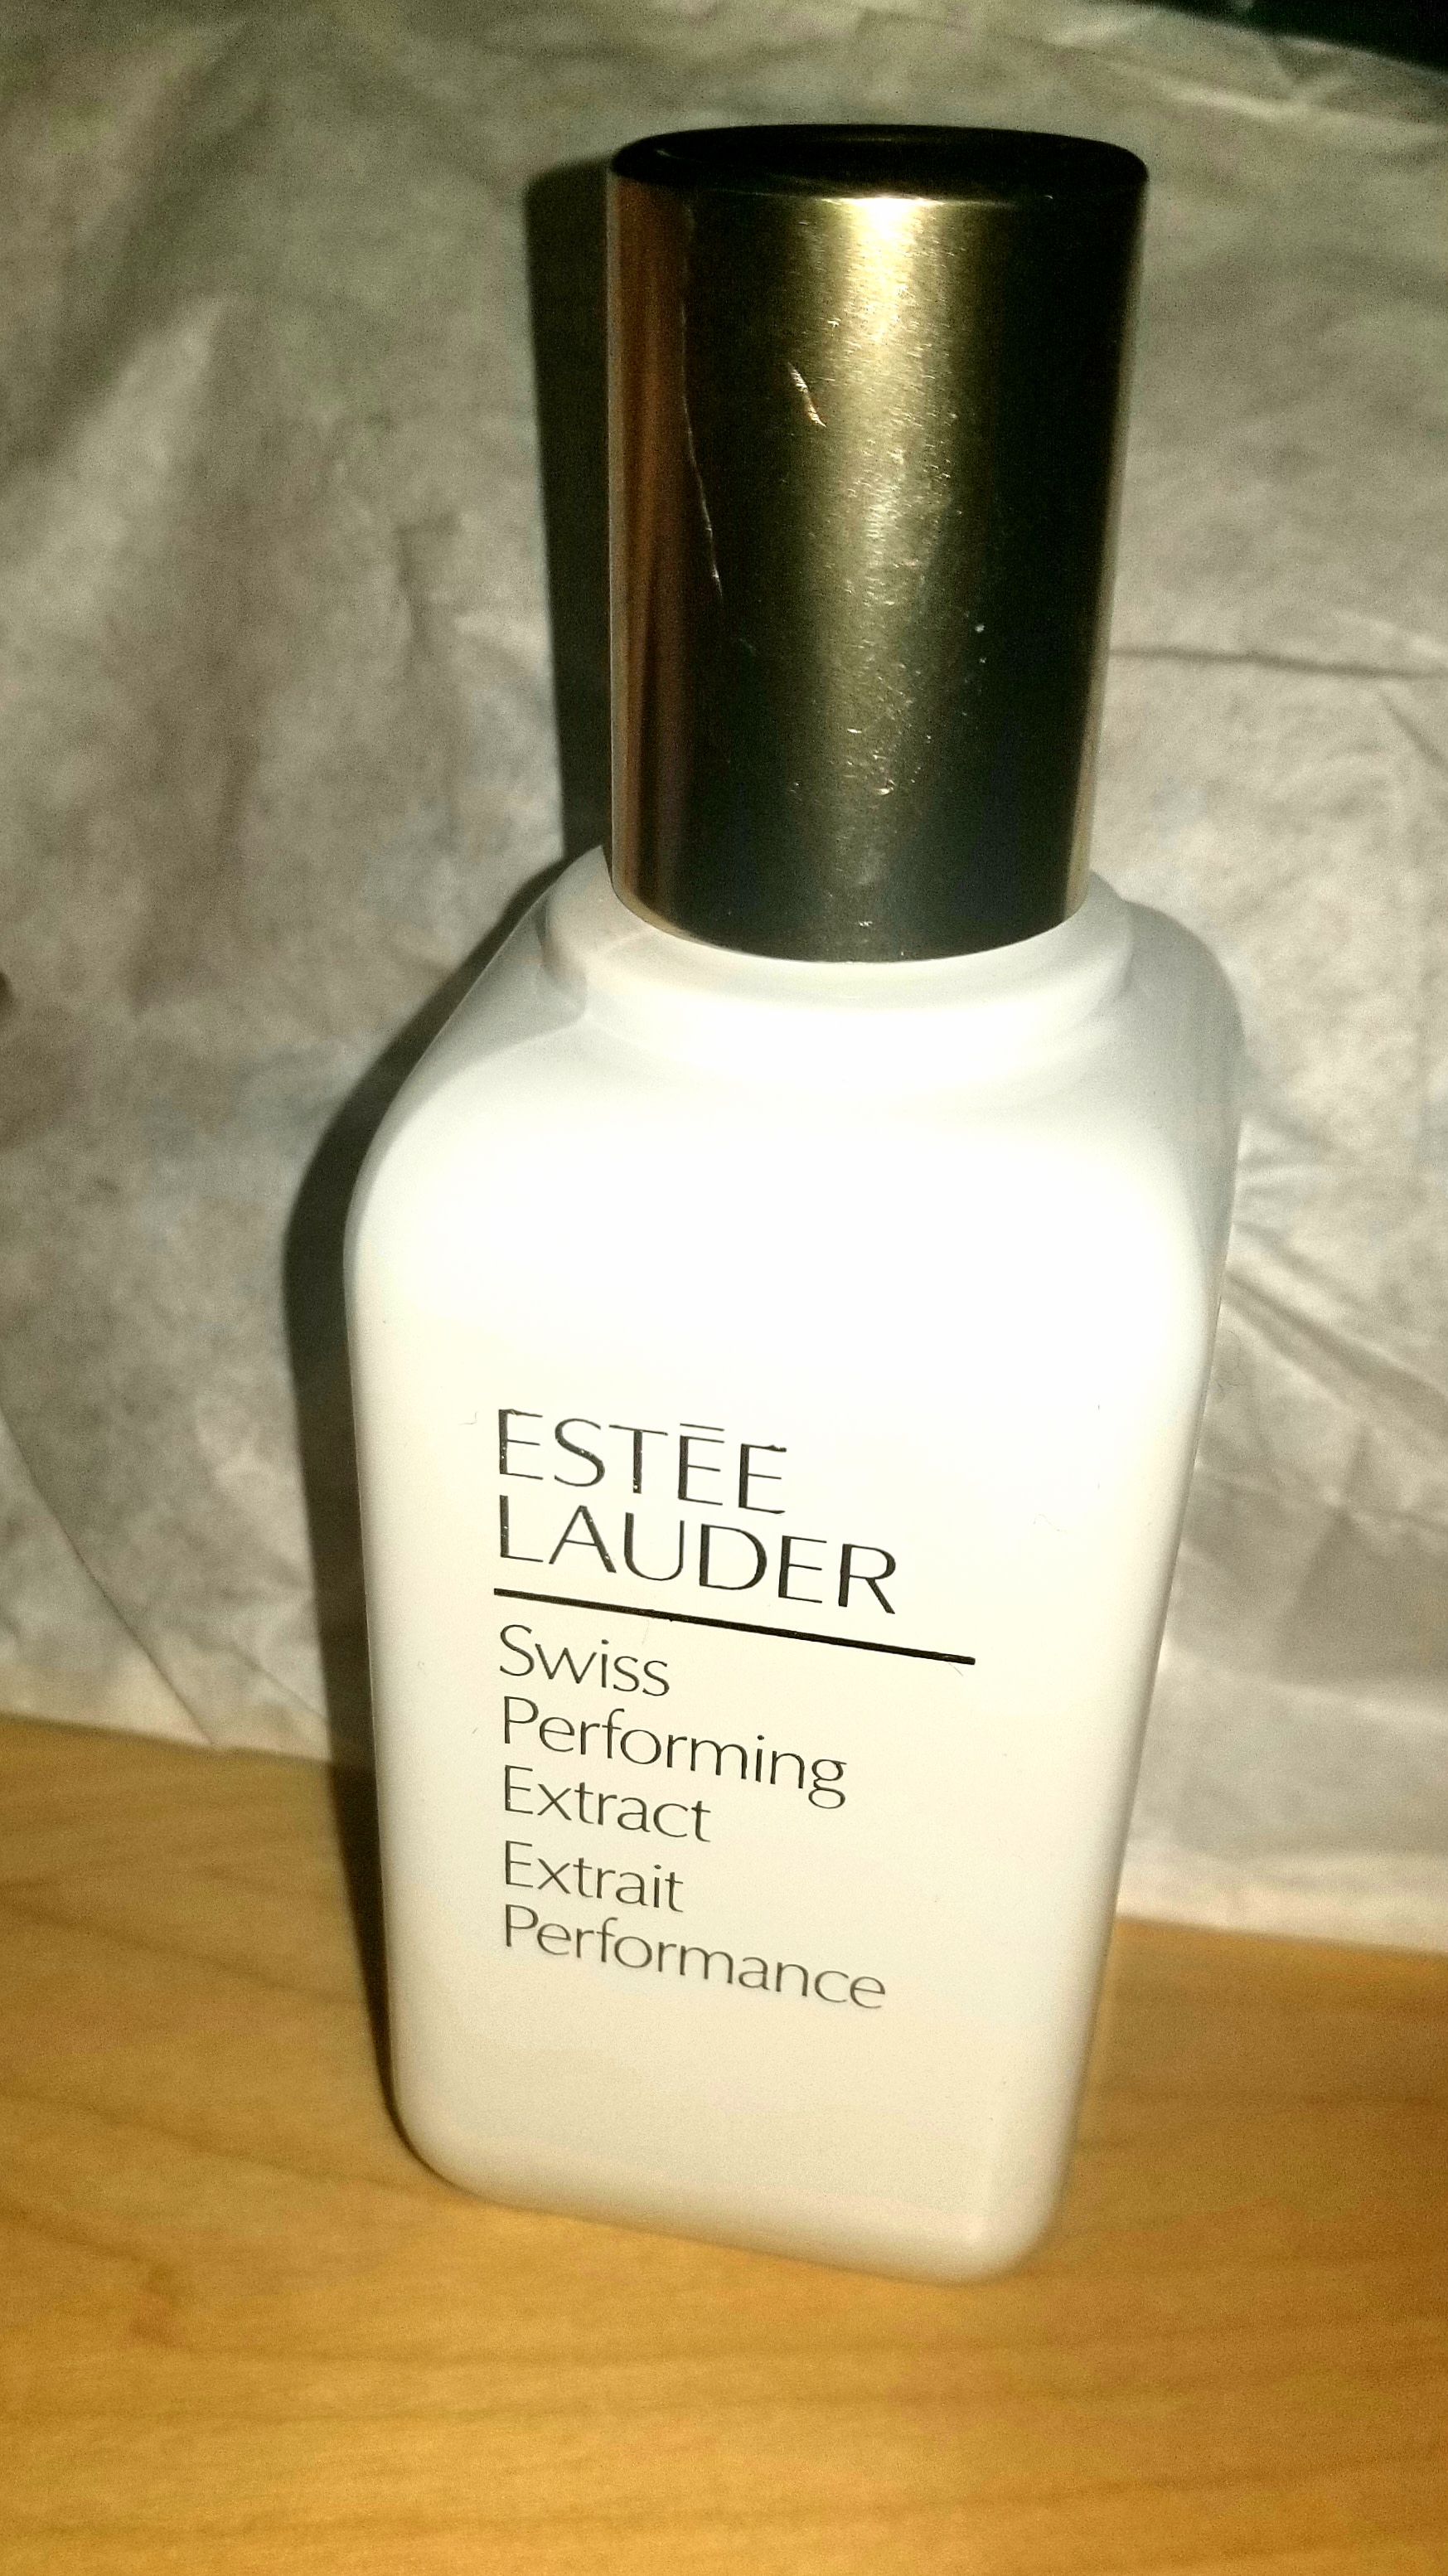 ESTĒE
LAUDER
Swiss
Performing
Extract
Extrait
Performance